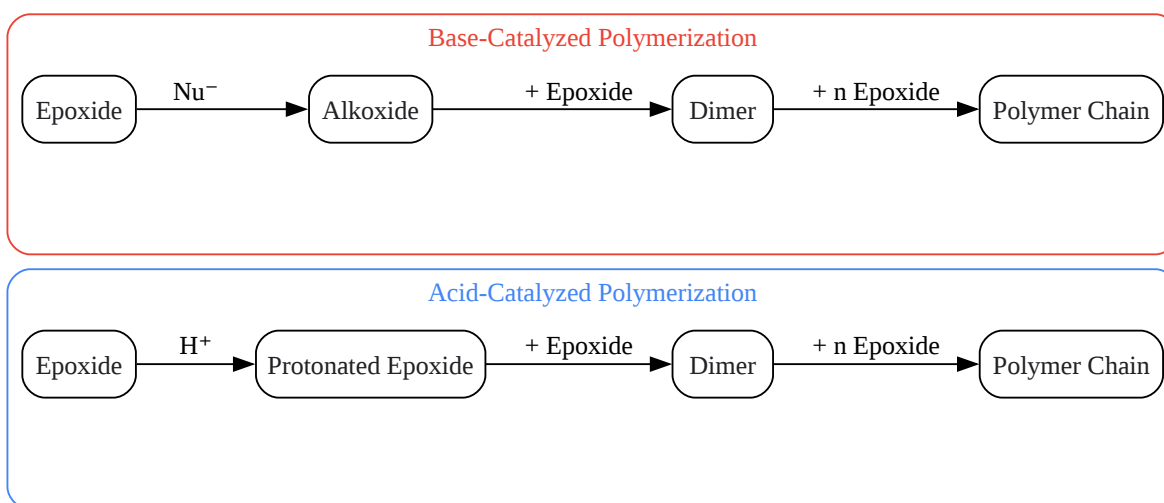 Base-Catalyzed Polymerization
Nu⁻
+ Epoxide
+ n Epoxide
Epoxide
Alkoxide
Dimer
Polymer Chain
Acid-Catalyzed Polymerization
H⁺
+ Epoxide
+ n Epoxide
Epoxide
Protonated Epoxide
Dimer
Polymer Chain